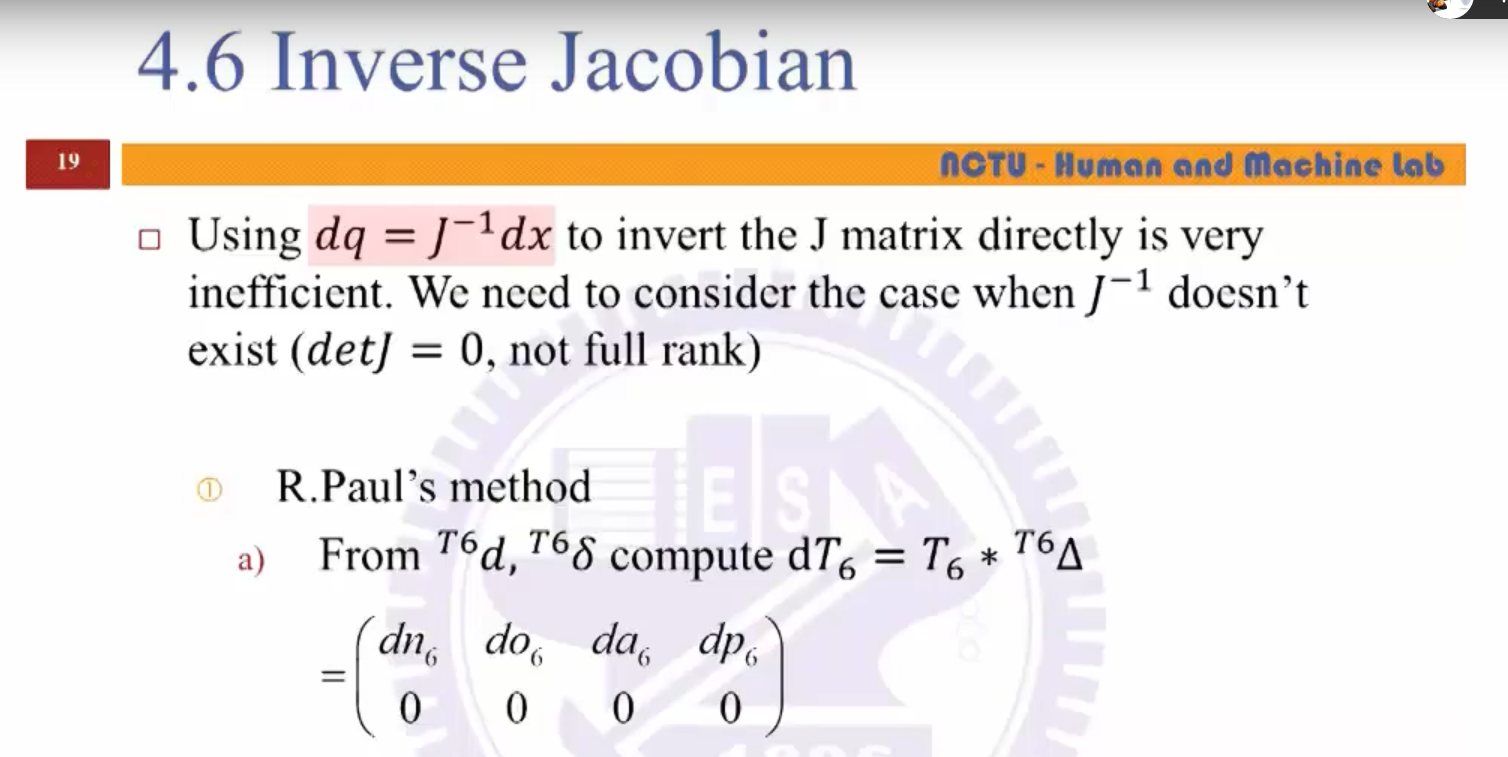 4.6 Inverse Jacobian
19
NCTU - Human and Machine Lab
□ Using dq = J⁻¹dx to invert the J matrix directly is very
inefficient. We need to consider the case when J⁻¹ doesn't
exist (detJ = 0, not full rank)
① R.Paul's method
a) From ᵀ⁶d, ᵀ⁶δ compute dT₆ = T₆ * ᵀ⁶Δ
= ( dn₆ do₆ da₆ dp₆
0 0 0 0 )
E S A
1896